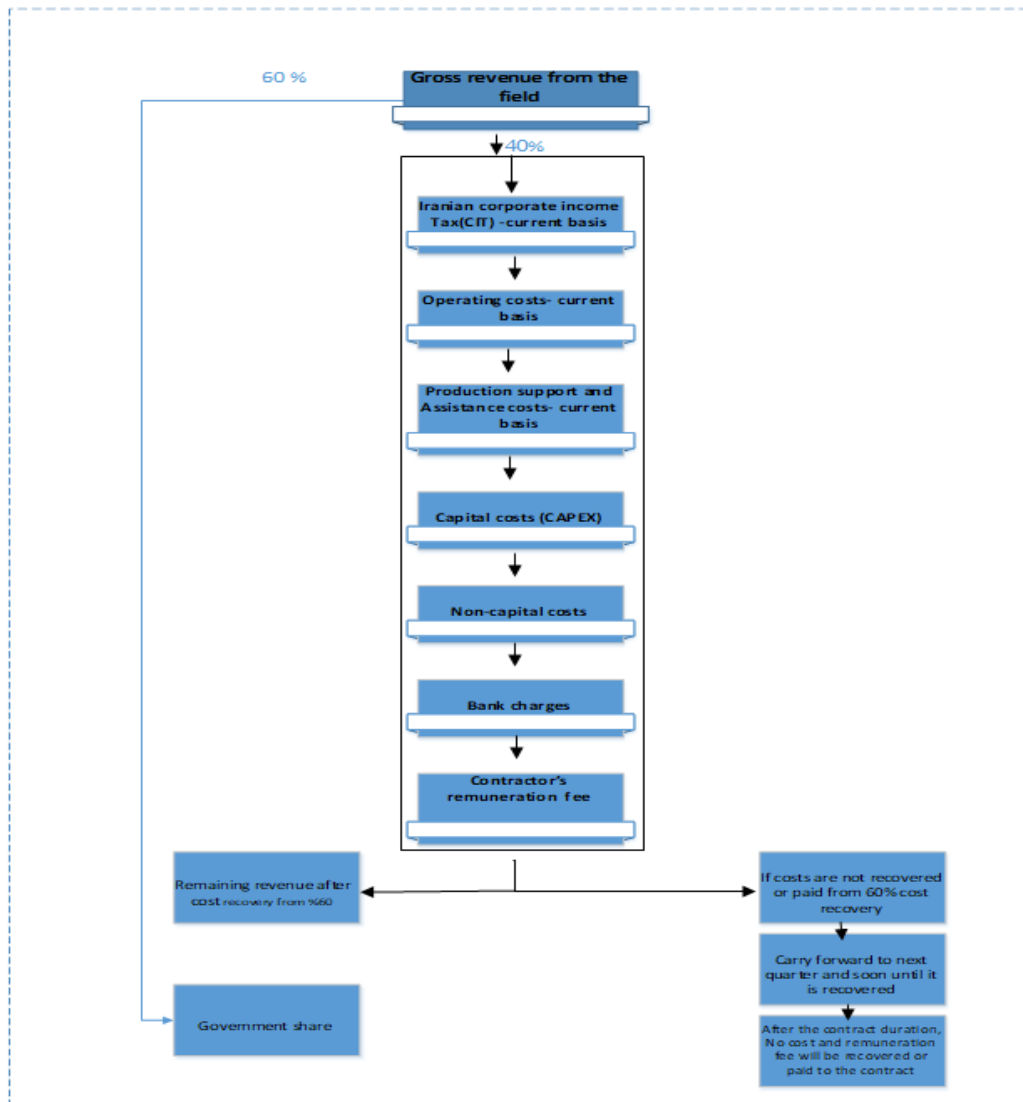 60 %
Gross revenue from the
field
40%
Iranian corporate income
Tax(CIT) -current basis
Operating costs- current
basis
Production support and
Assistance costs- current
basis
Capital costs (CAPEX)
Non-capital costs
Bank charges
Contractor's
remuneration fee
Remaining revenue after
cost recovery from %60
If costs are not recovered
or paid from 60% cost
recovery
Carry forward to next
quarter and soon until it
is recovered
Government share
After the contract duration,
No cost and remuneration
fee will be recovered or
paid to the contract